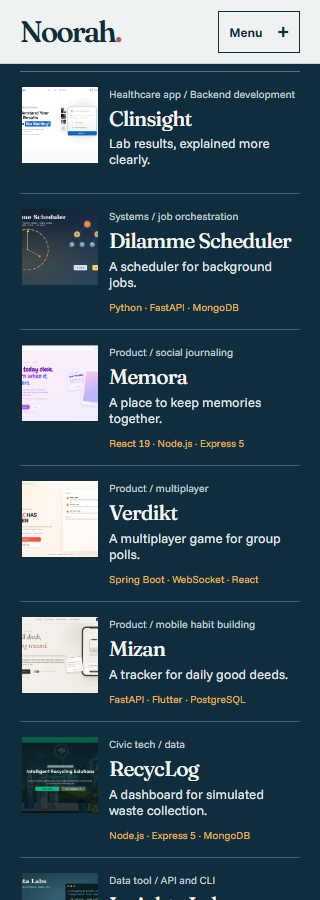 Noorah.
Menu +
Healthcare app / Backend development
Clinsight
Lab results, explained more
clearly.
Systems / job orchestration
Dilamme Scheduler
A scheduler for background
jobs.
Python · FastAPI · MongoDB
Product / social journaling
Memora
A place to keep memories
together.
React 19 · Node.js · Express 5
Product / multiplayer
Verdikt
A multiplayer game for group
polls.
Spring Boot · WebSocket · React
Product / mobile habit building
Mizan
A tracker for daily good deeds.
FastAPI · Flutter · PostgreSQL
Civic tech / data
Intelligent Recycling Solutions
RecycLog
A dashboard for simulated
waste collection.
Node.js · Express 5 · MongoDB
Data tool / API and CLI